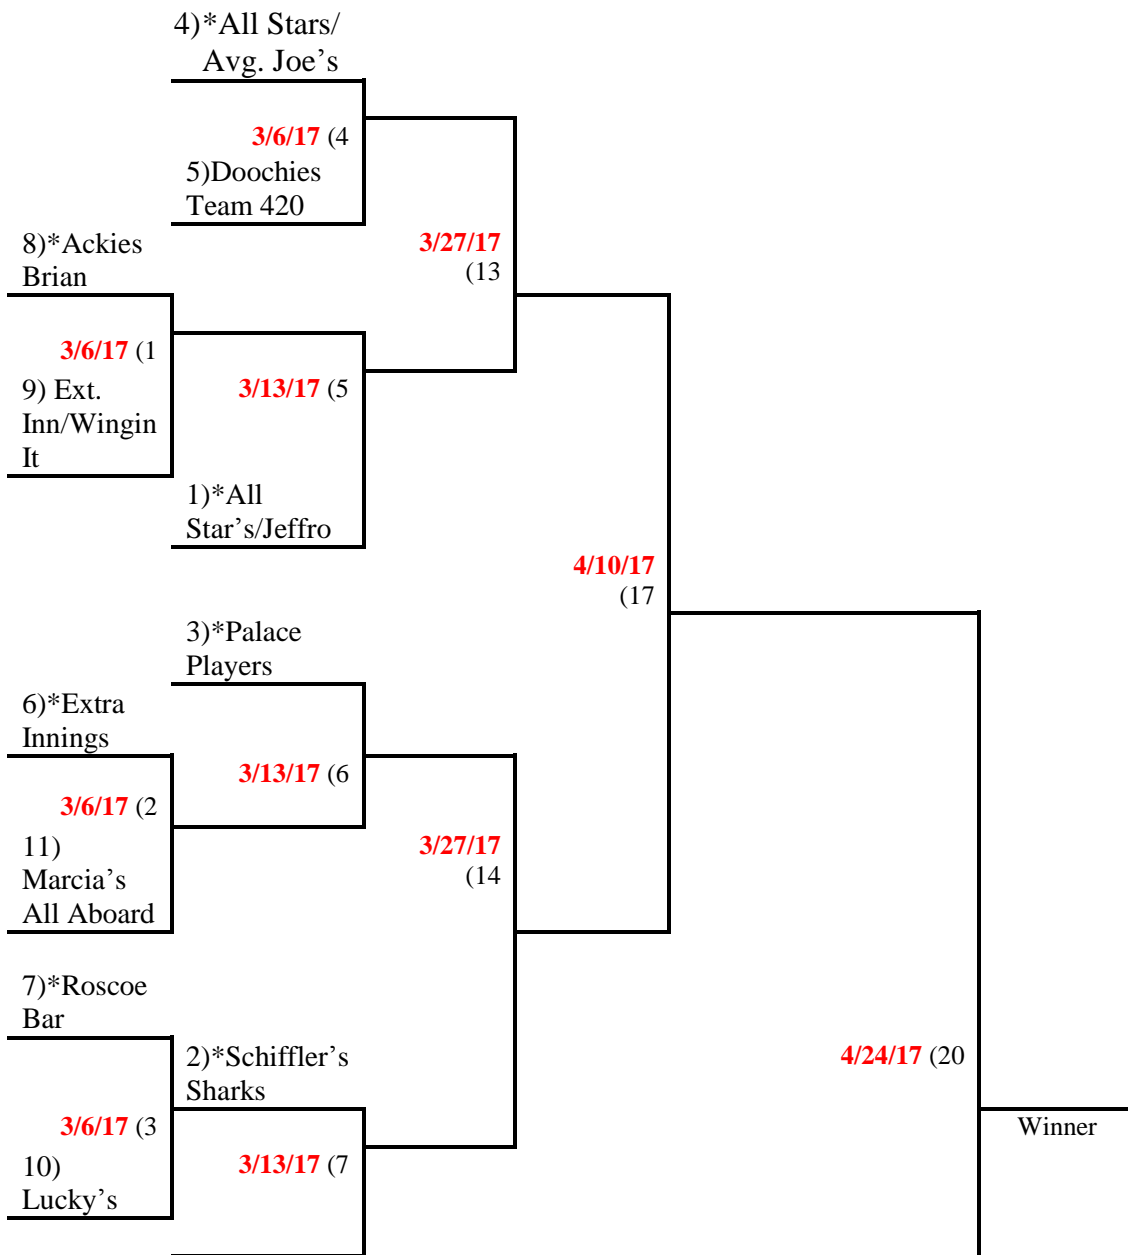 4)*All Stars/
Avg. Joe’s
3/6/17 (4
5)Doochies
Team 420
8)*Ackies
Brian
3/27/17
(13
3/6/17 (1
9) Ext.
Inn/Wingin
It
3/13/17 (5
1)*All
Star’s/Jeffro
4/10/17
(17
3)*Palace
Players
6)*Extra
Innings
3/13/17 (6
3/6/17 (2
11)
Marcia’s
All Aboard
3/27/17
(14
7)*Roscoe
Bar
2)*Schiffler’s
Sharks
4/24/17 (20
3/6/17 (3
Winner
10)
Lucky’s
3/13/17 (7